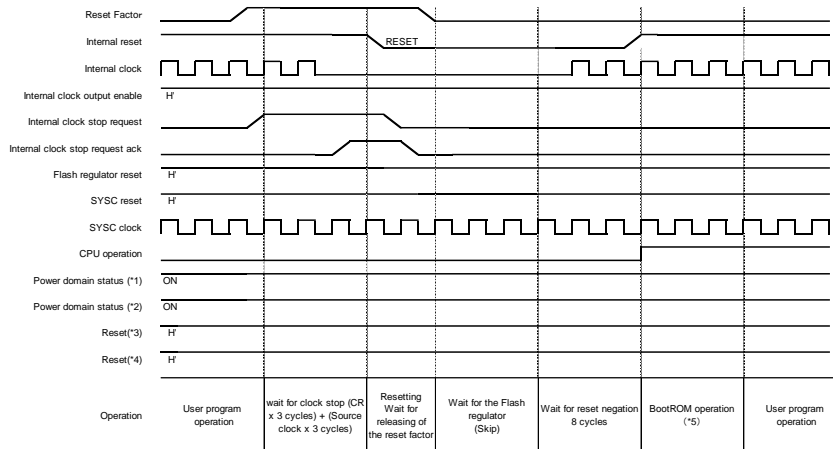 Reset Factor
Internal reset
RESET
Internal clock
Internal clock output enable
H'
Internal clock stop request
Internal clock stop request ack
Flash regulator reset
H'
SYSC reset
H'
SYSC clock
CPU operation
Power domain status (*1)
ON
Power domain status (*2)
ON
Reset(*3)
H'
Reset(*4)
H'
Operation
User program
operation
wait for clock stop (CR
x 3 cycles) + (Source
clock x 3 cycles)
Resetting
Wait for
releasing of
the reset factor
Wait for the Flash
regulator
(Skip)
Wait for reset negation
8 cycles
BootROM operation
(*5)
User program
operation